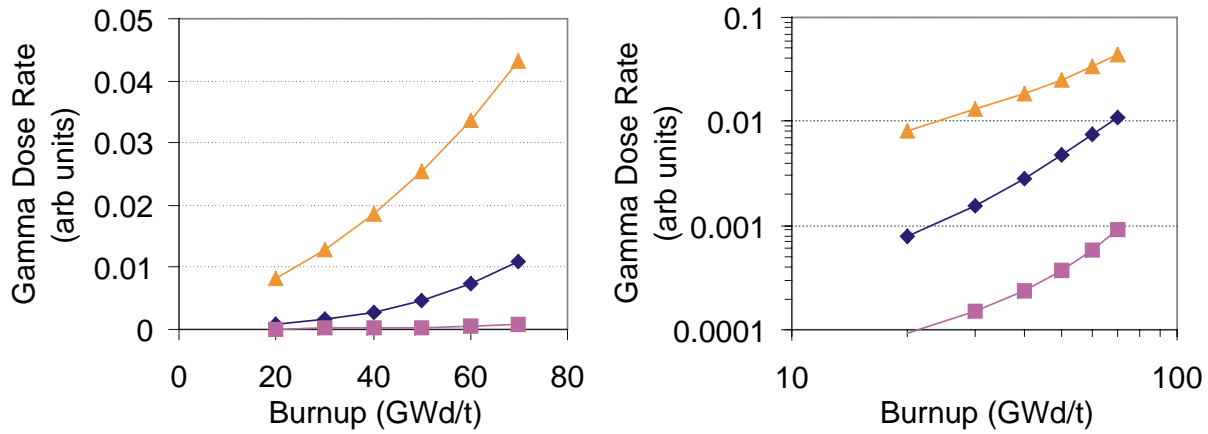 Gamma Dose Rate
(arb units)
0.05
0.04
0.03
0.02
0.01
0
0 20 40 60 80
Burnup (GWd/t)
Gamma Dose Rate
(arb units)
0.1
0.01
0.001
0.0001
10 100
Burnup (GWd/t)